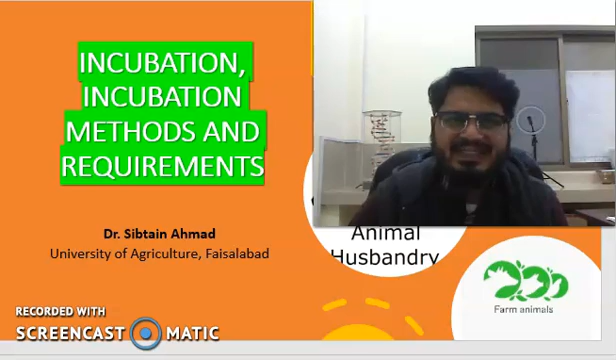 INCUBATION,
INCUBATION
METHODS AND
REQUIREMENTS
Dr. Sibtain Ahmad
University of Agriculture, Faisalabad
Animal
Husbandry
Farm animals
RECORDED WITH
SCREENCAST MATIC